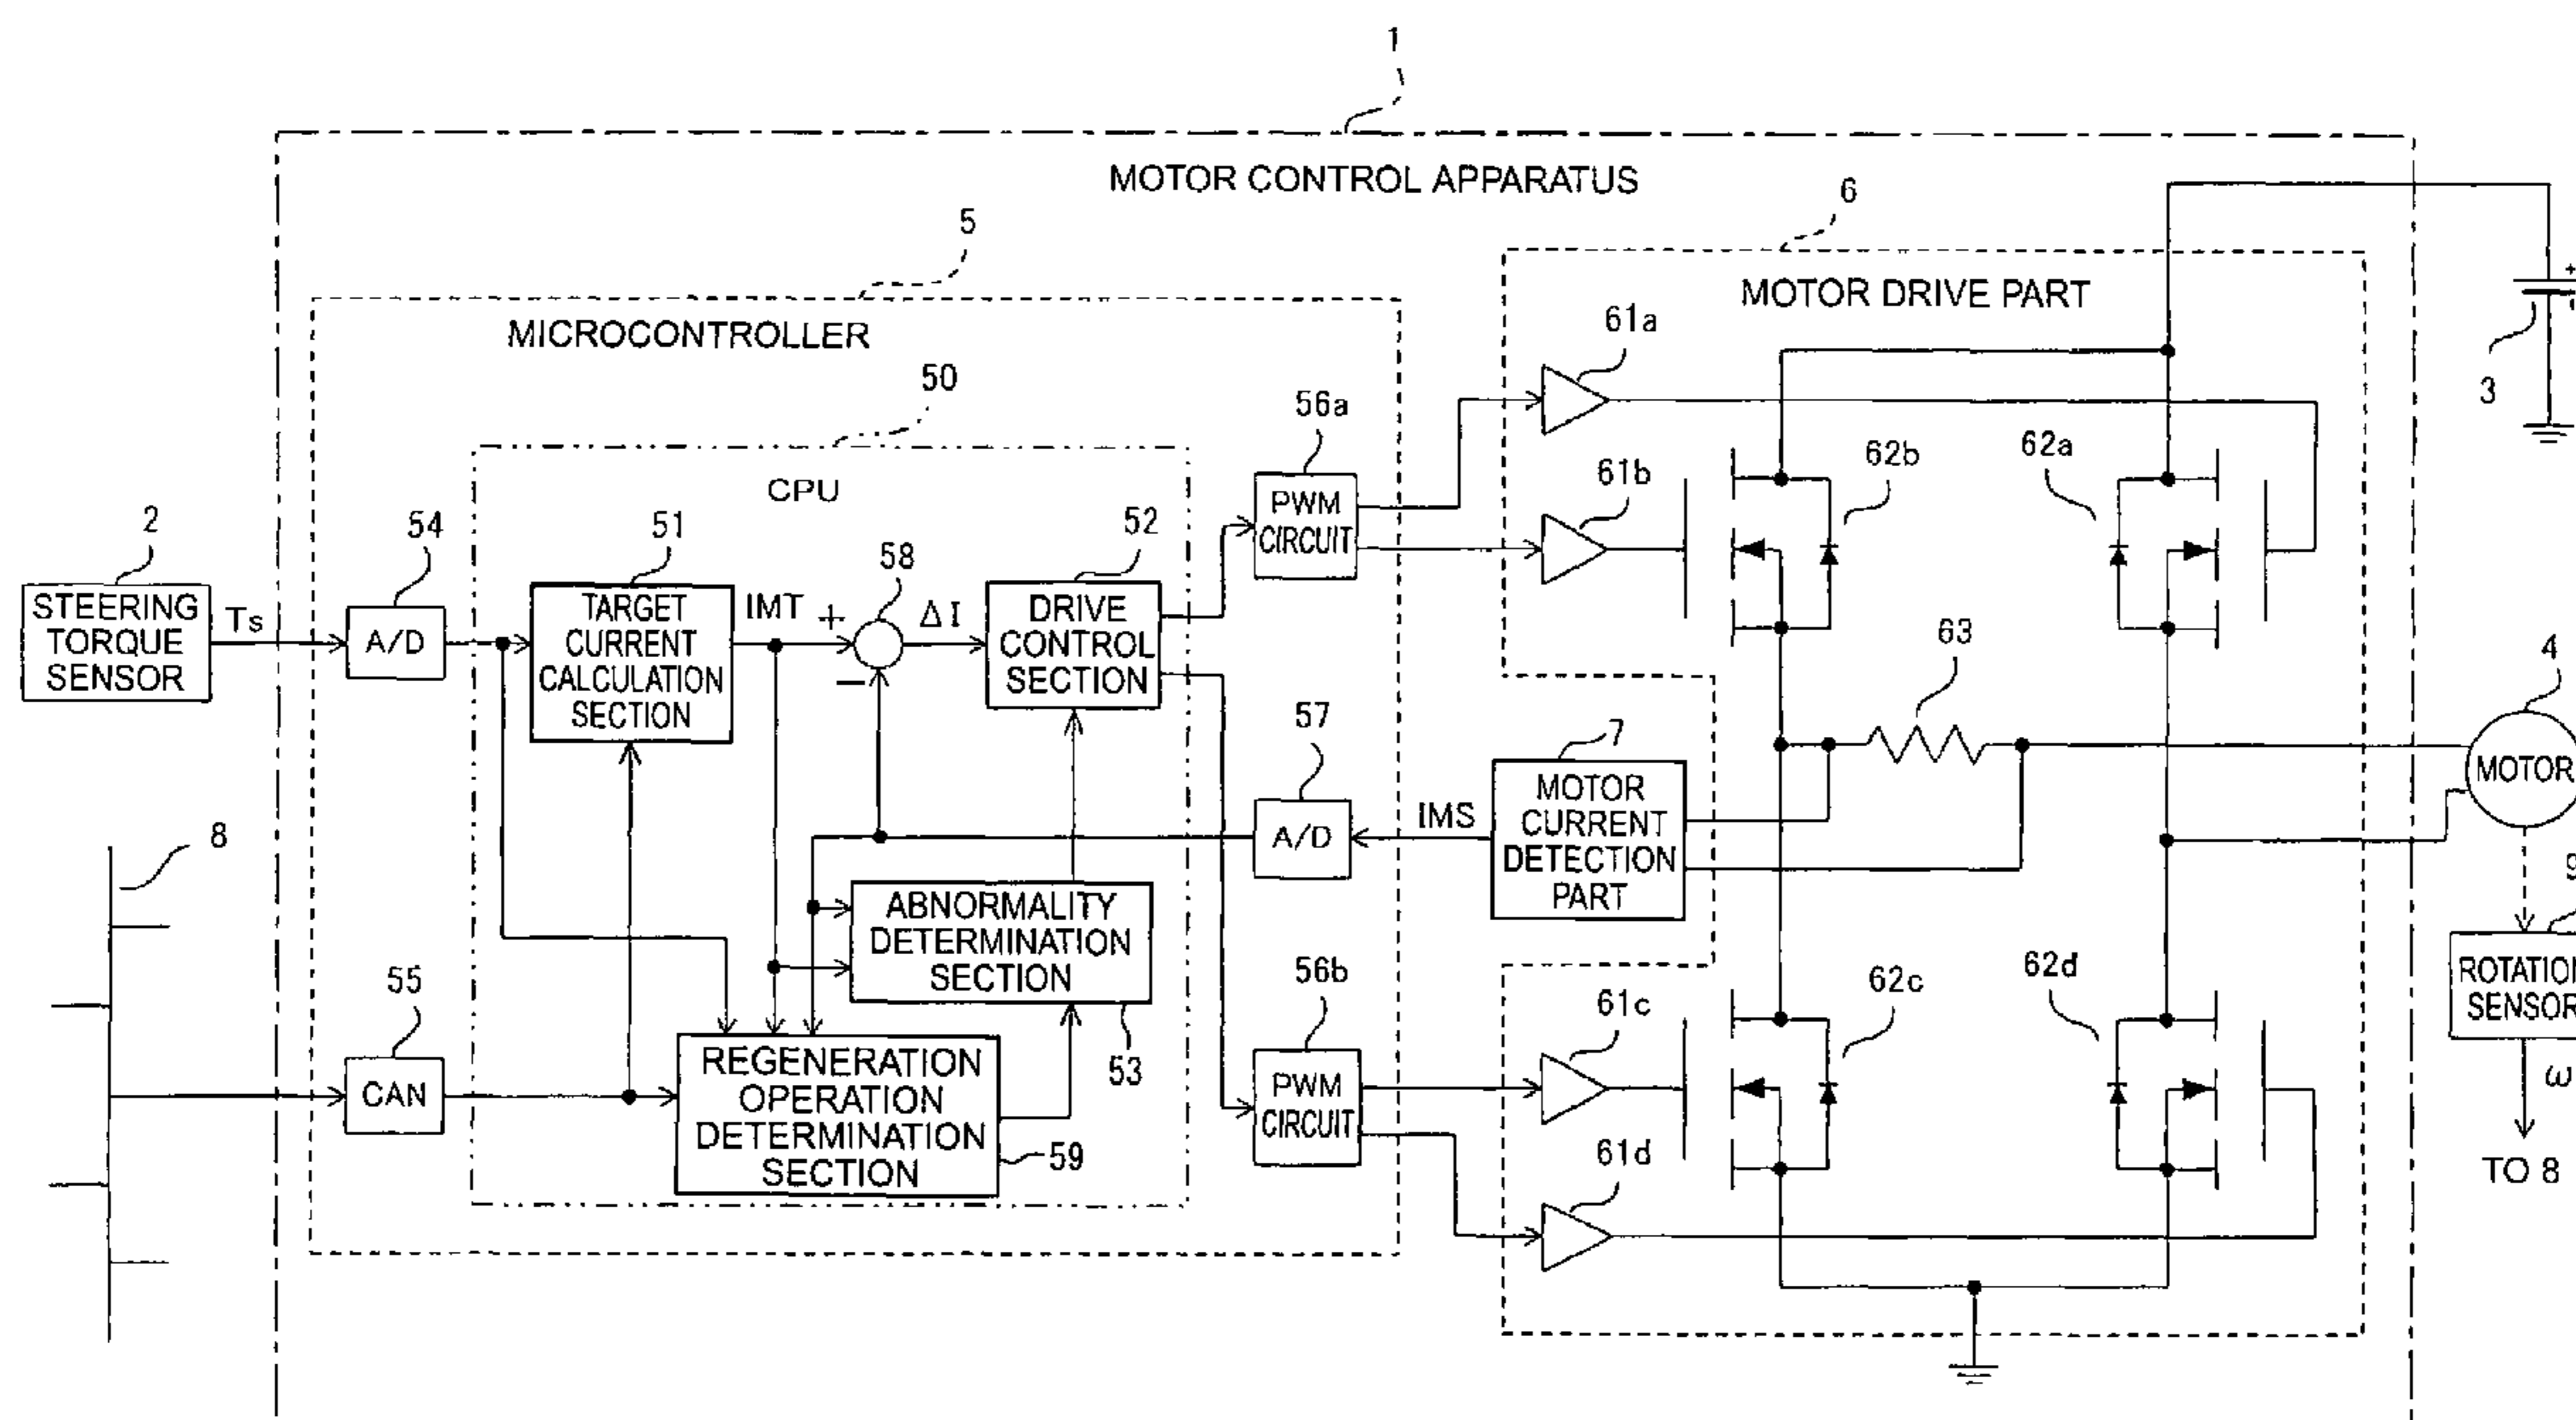 1
MOTOR CONTROL APPARATUS
5
6
MICROCONTROLLER
MOTOR DRIVE PART
50
61a
+
3
56a
CPU
61b
62b
62a
2
54
51
58
52
PWM
CIRCUIT
STEERING
TORQUE
SENSOR
Ts
A/D
TARGET
CURRENT
CALCULATION
SECTION
IMT
+
−
ΔI
DRIVE
CONTROL
SECTION
63
4
MOTOR
8
57
A/D
IMS
7
MOTOR
CURRENT
DETECTION
PART
9
ABNORMALITY
DETERMINATION
SECTION
53
55
CAN
REGENERATION
OPERATION
DETERMINATION
SECTION
59
56b
PWM
CIRCUIT
61c
62c
62d
61d
ROTATION
SENSOR
ω
TO 8